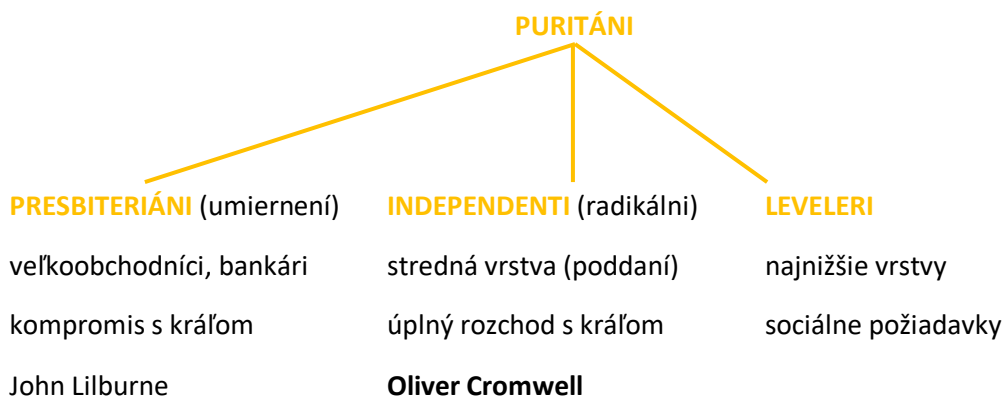 PURITÁNI
PRESBITERIÁNI (umiernení) INDEPENDENTI (radikálni) LEVELERI
veľkoobchodníci, bankári stredná vrstva (poddaní) najnižšie vrstvy
kompromis s kráľom úplný rozchod s kráľom sociálne požiadavky
John Lilburne Oliver Cromwell